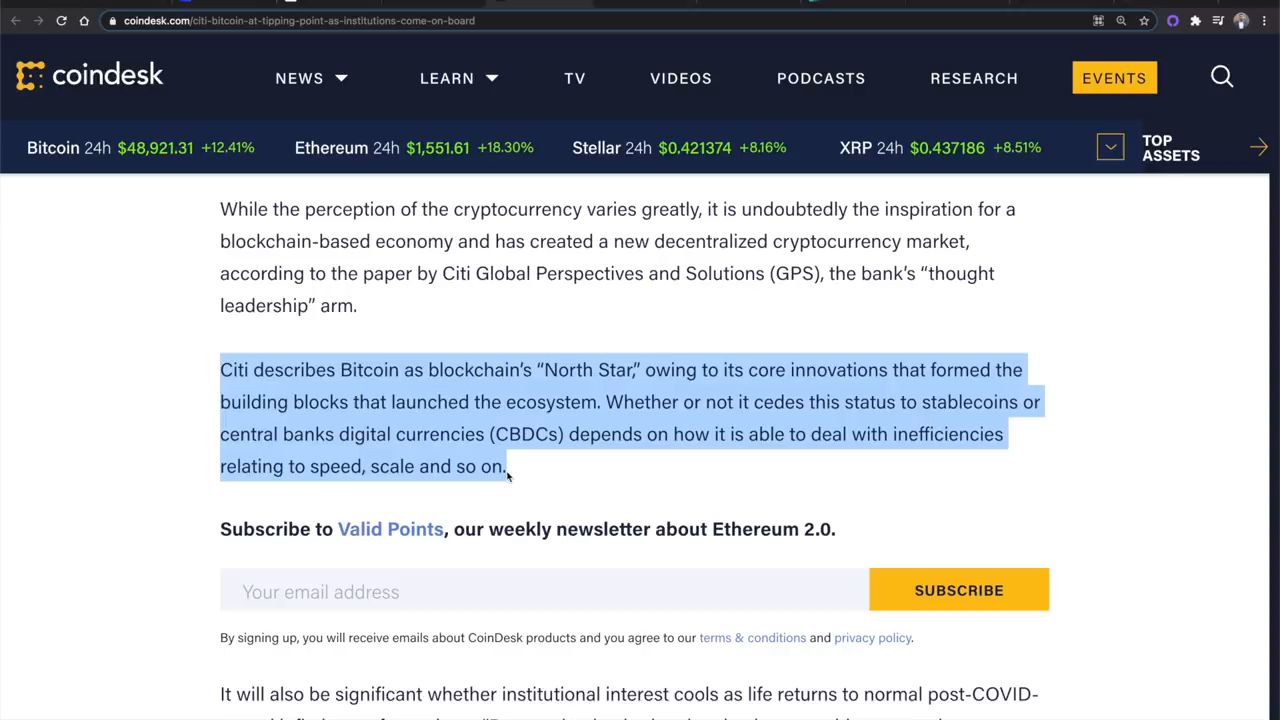 coindesk.com/citi-bitcoin-at-tipping-point-as-institutions-come-on-board
coindesk NEWS LEARN TV VIDEOS PODCASTS RESEARCH EVENTS
Bitcoin 24h $48,921.31 +12.41% Ethereum 24h $1,551.61 +18.30% Stellar 24h $0.421374 +8.16% XRP 24h $0.437186 +8.51% TOP ASSETS
While the perception of the cryptocurrency varies greatly, it is undoubtedly the inspiration for a
blockchain-based economy and has created a new decentralized cryptocurrency market,
according to the paper by Citi Global Perspectives and Solutions (GPS), the bank’s “thought
leadership” arm.
Citi describes Bitcoin as blockchain’s “North Star,” owing to its core innovations that formed the
building blocks that launched the ecosystem. Whether or not it cedes this status to stablecoins or
central banks digital currencies (CBDCs) depends on how it is able to deal with inefficiencies
relating to speed, scale and so on.
Subscribe to Valid Points, our weekly newsletter about Ethereum 2.0.
Your email address SUBSCRIBE
By signing up, you will receive emails about CoinDesk products and you agree to our terms & conditions and privacy policy.
It will also be significant whether institutional interest cools as life returns to normal post-COVID-